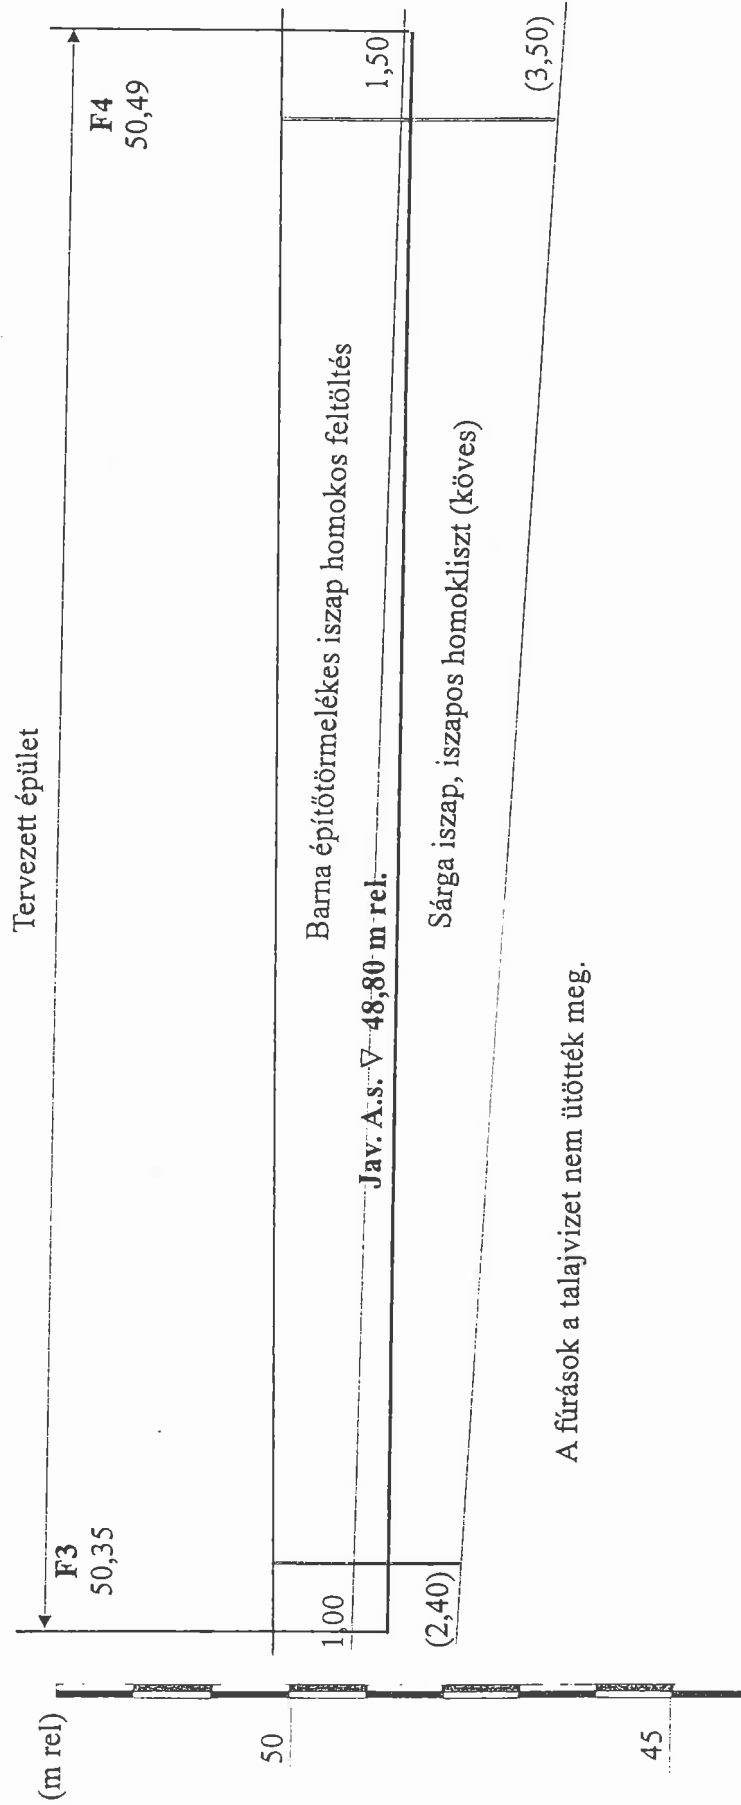 Tervezett épület
(m rel)
F3
50,35
F4
50,49
50
Barna építőtörmelékes iszap homokos feltöltés
1,00
1,50
Jav. A.s. ▽ 48,80 m rel.
(2,40)
Sárga iszap, iszapos homokliszt (köves)
(3,50)
45
A fúrások a talajvizet nem ütötték meg.